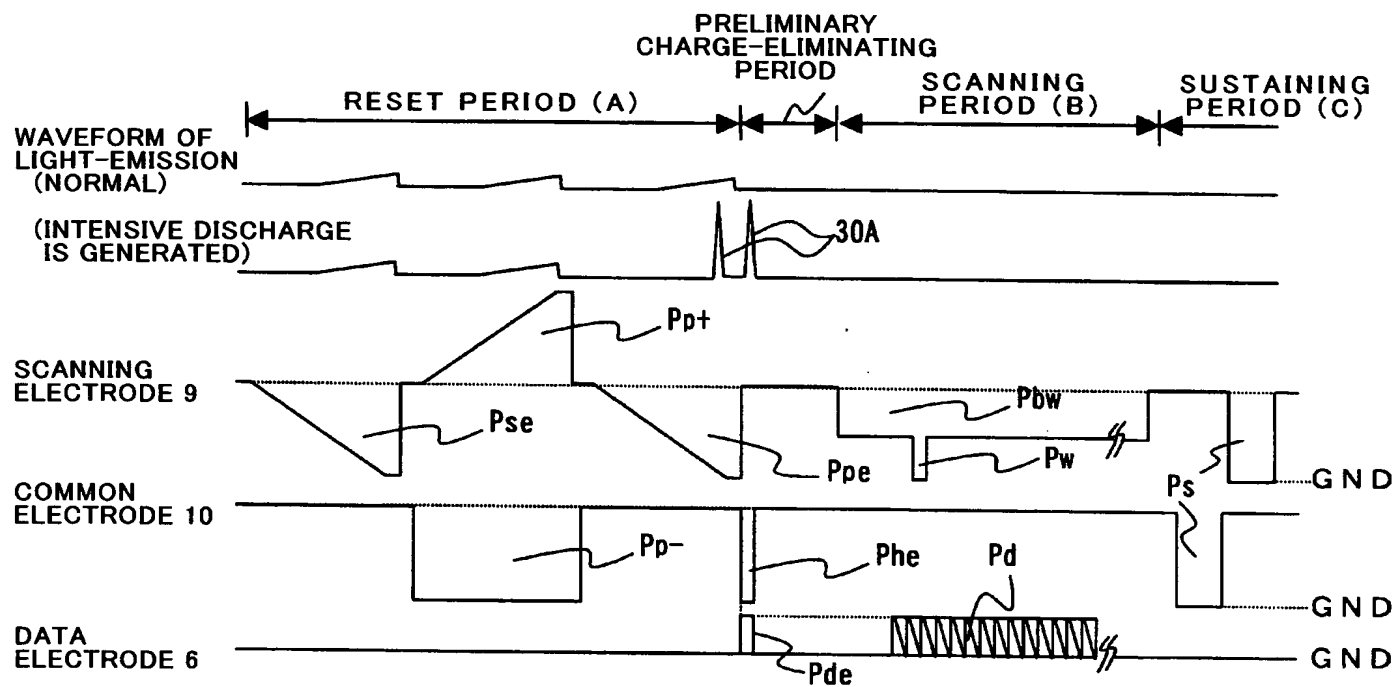 PRELIMINARY
CHARGE-ELIMINATING
PERIOD
RESET PERIOD (A)
SCANNING
PERIOD (B)
SUSTAINING
PERIOD (C)
WAVEFORM OF
LIGHT-EMISSION
(NORMAL)
(INTENSIVE DISCHARGE
IS GENERATED)
30A
Pp+
SCANNING
ELECTRODE 9
Pse
Ppe
Pbw
Pw
Ps
GND
COMMON
ELECTRODE 10
Pp-
Phe
Pd
GND
DATA
ELECTRODE 6
Pde
GND